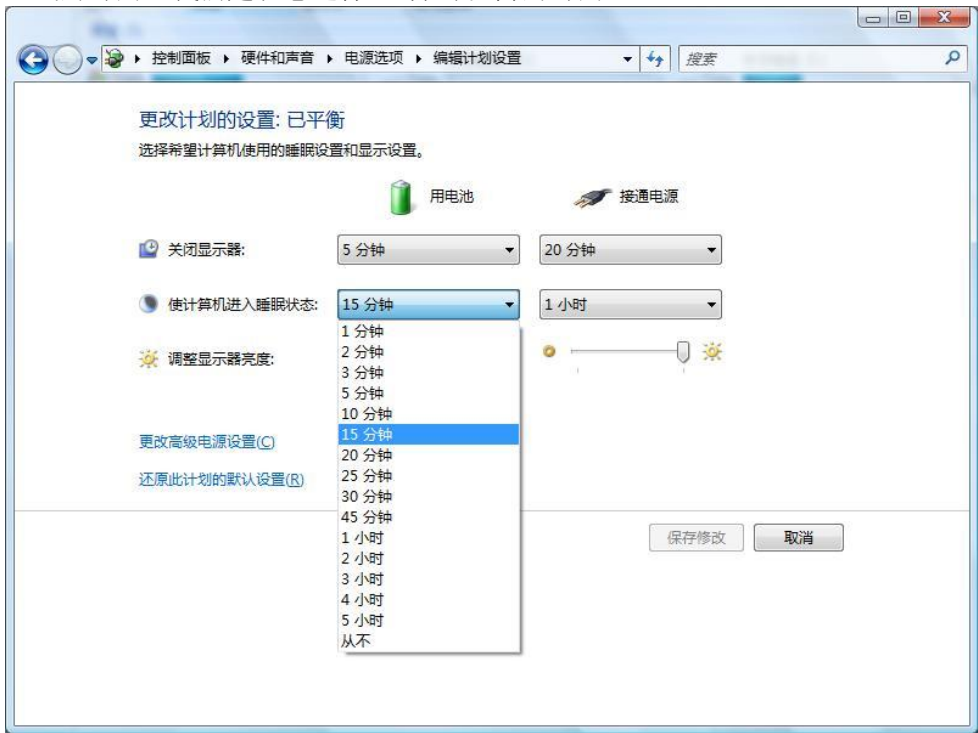 控制面板 ▸ 硬件和声音 ▸ 电源选项 ▸ 编辑计划设置
搜索
更改计划的设置: 已平衡
选择希望计算机使用的睡眠设置和显示设置。
用电池 接通电源
关闭显示器: 5 分钟 20 分钟
使计算机进入睡眠状态: 15 分钟 1 小时
1 分钟
调整显示器亮度: 2 分钟
3 分钟
5 分钟
10 分钟
更改高级电源设置(C) 15 分钟
20 分钟
还原此计划的默认设置(R) 25 分钟
30 分钟
45 分钟
1 小时 保存修改 取消
2 小时
3 小时
4 小时
5 小时
从不